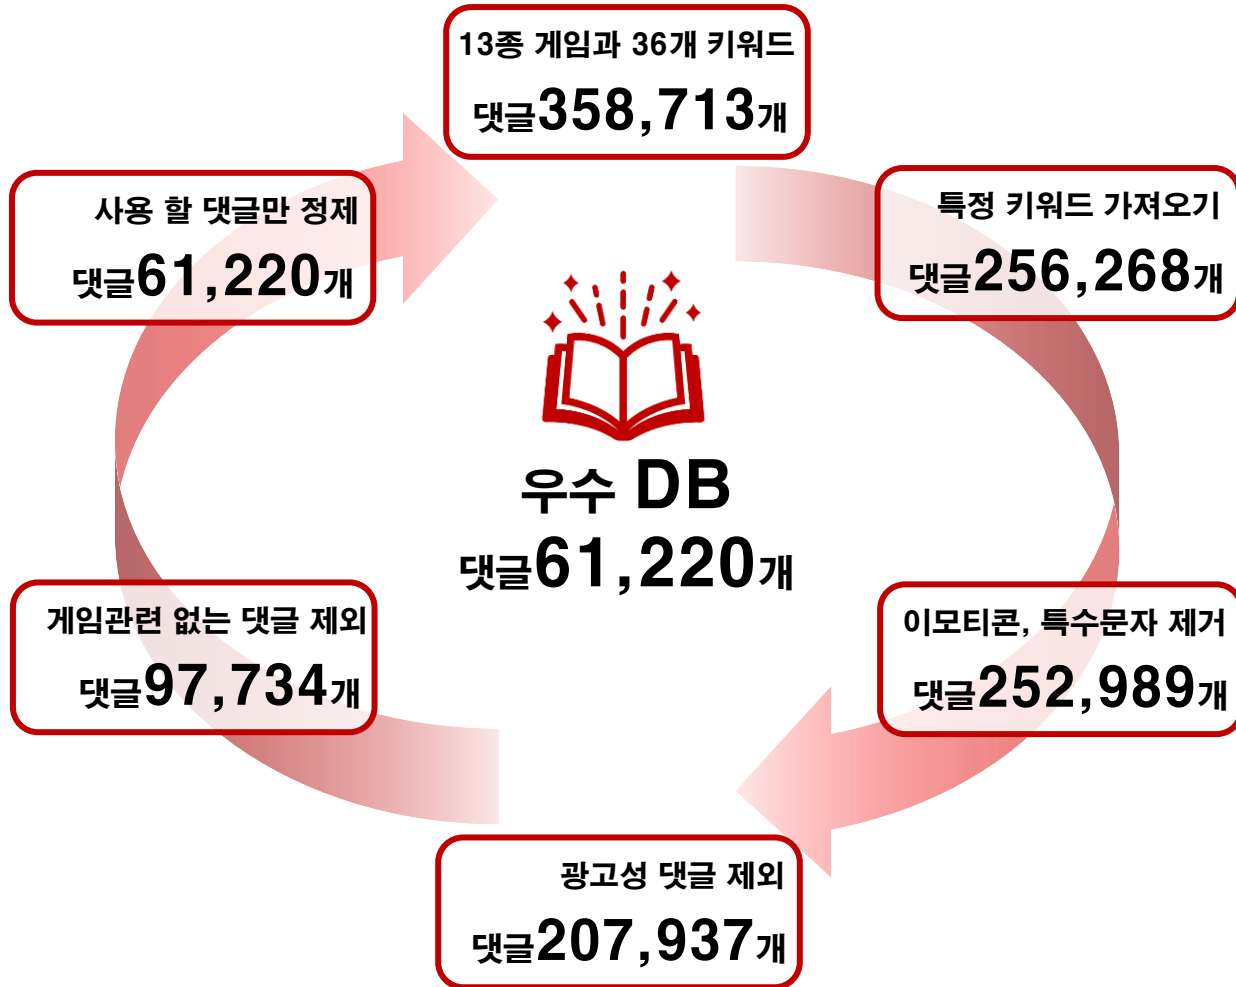 13종 게임과 36개 키워드
댓글358,713개
특정 키워드 가져오기
댓글256,268개
이모티콘, 특수문자 제거
댓글252,989개
광고성 댓글 제외
댓글207,937개
게임관련 없는 댓글 제외
댓글97,734개
사용 할 댓글만 정제
댓글61,220개
우수 DB
댓글61,220개